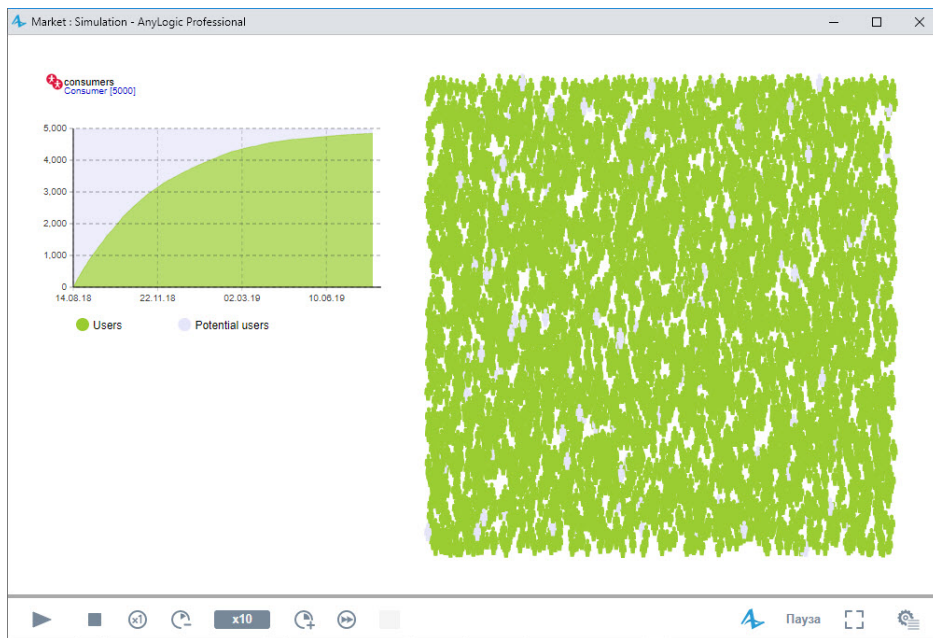 Market : Simulation - AnyLogic Professional
consumers
Consumer [5000]
5,000
4,000
3,000
2,000
1,000
0
14.08.18 22.11.18 02.03.19 10.06.19
Users Potential users
x1 x10 Пауза